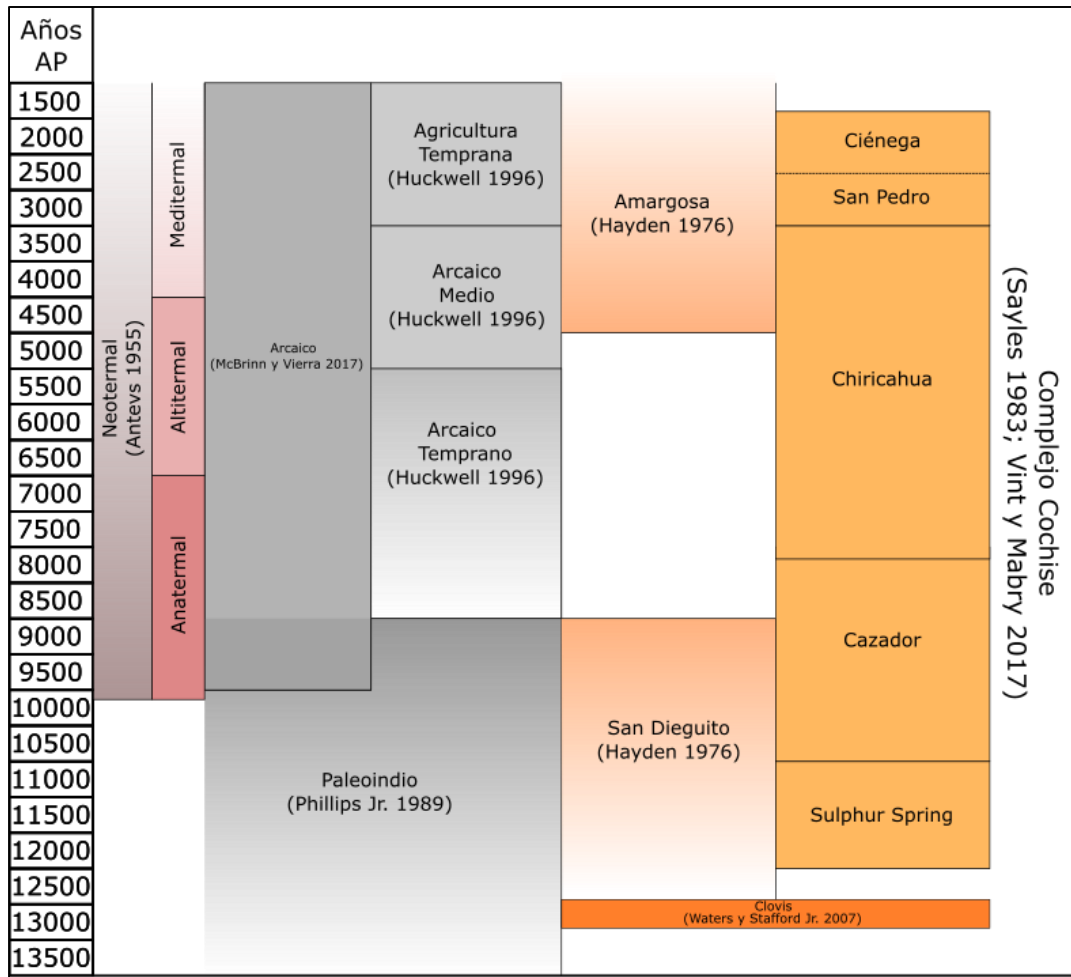 Años
AP
1500
2000
2500
3000
3500
4000
4500
5000
5500
6000
6500
7000
7500
8000
8500
9000
9500
10000
10500
11000
11500
12000
12500
13000
13500
Neotermal
(Antevs 1955)
Meditermal
Altitermal
Anatermal
Arcaico
(McBrinn y Vierra 2017)
Agricultura
Temprana
(Huckwell 1996)
Arcaico
Medio
(Huckwell 1996)
Arcaico
Temprano
(Huckwell 1996)
Paleoindio
(Phillips Jr. 1989)
Amargosa
(Hayden 1976)
San Dieguito
(Hayden 1976)
Ciénega
San Pedro
Chiricahua
Cazador
Sulphur Spring
Clovis
(Waters y Stafford Jr. 2007)
Complejo Cochise
(Sayles 1983; Vint y Mabry 2017)